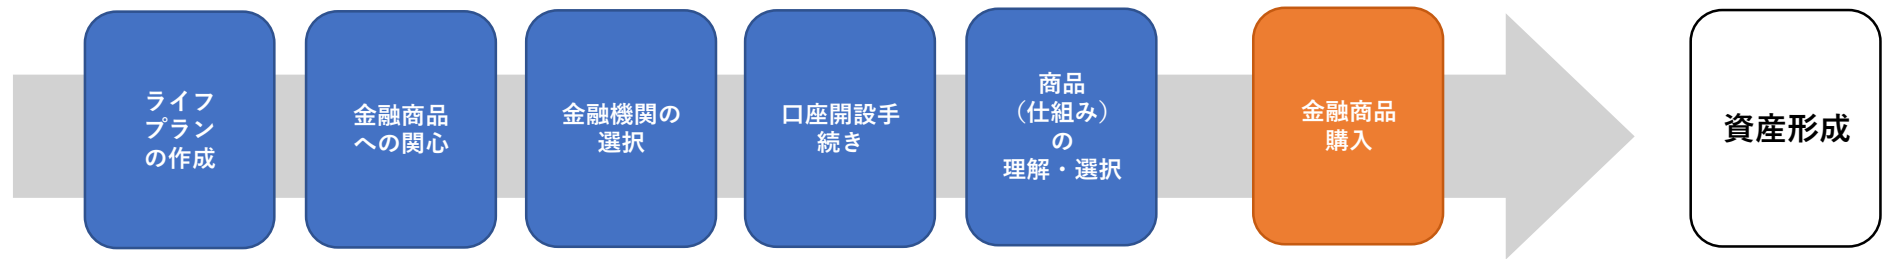 ライフ
プラン
の作成
金融商品
への関心
金融機関の
選択
口座開設手
続き
商品
（仕組み）
の
理解・選択
金融商品
購入
資産形成